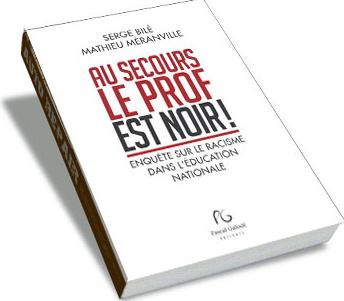 SERGE BILÉ
MATHIEU MÉRANVILLE
AU SECOURS
LE PROF
EST NOIR !
ENQUÊTE SUR LE RACISME
DANS L'ÉDUCATION
NATIONALE
PG
Pascal Galodé
ÉDITEURS